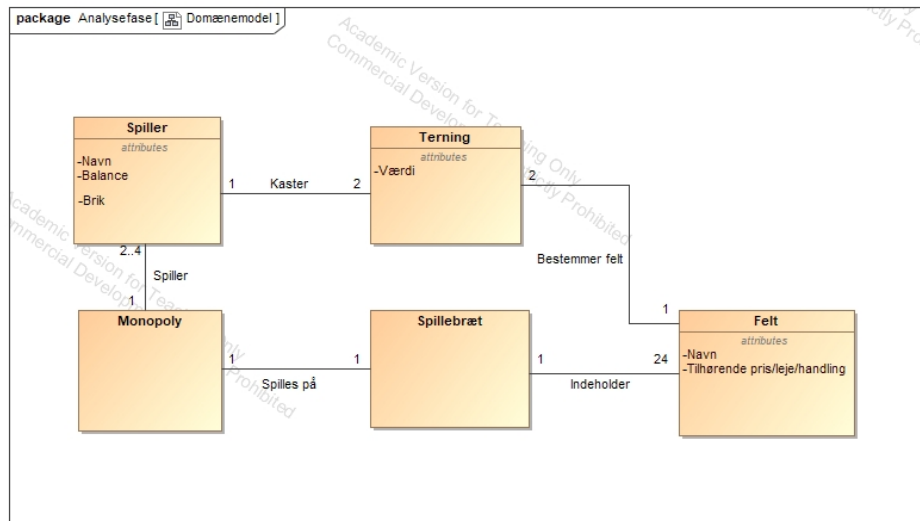 package Analysefase [ Domænemodel ]
Academic Version for Teaching Only
Commercial Development is Strictly Prohibited
Spiller
attributes
-Navn
-Balance
-Brik
1
Kaster
2
Terning
attributes
-Værdi
2
Bestemmer felt
1
2..4
Spiller
1
Monopoly
1
Spilles på
1
Spillebræt
1
Indeholder
24
Felt
attributes
-Navn
-Tilhørende pris/leje/handling